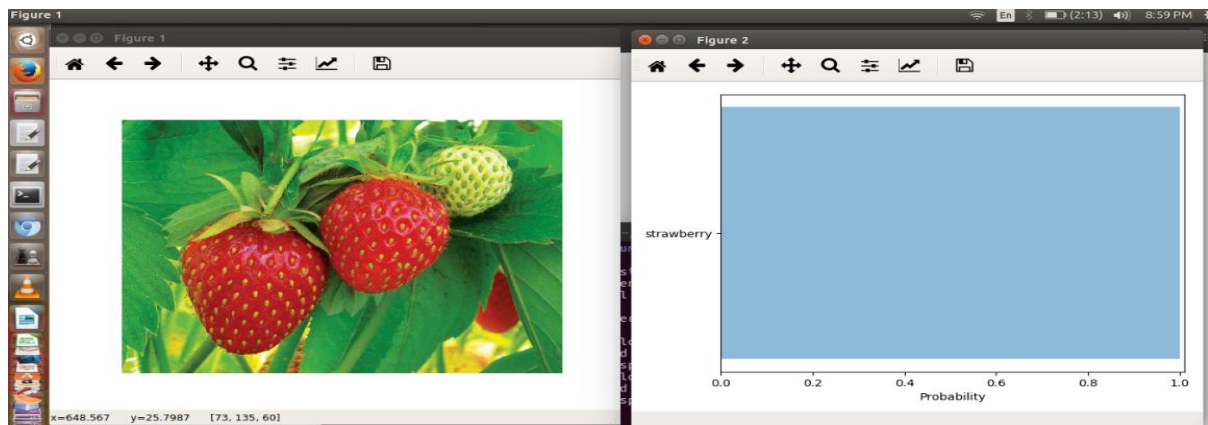 Figure 1
En (2:13) 8:59 PM
Figure 1
Figure 2
strawberry
0.0 0.2 0.4 0.6 0.8 1.0
Probability
x=648.567 y=25.7987 [73, 135, 60]